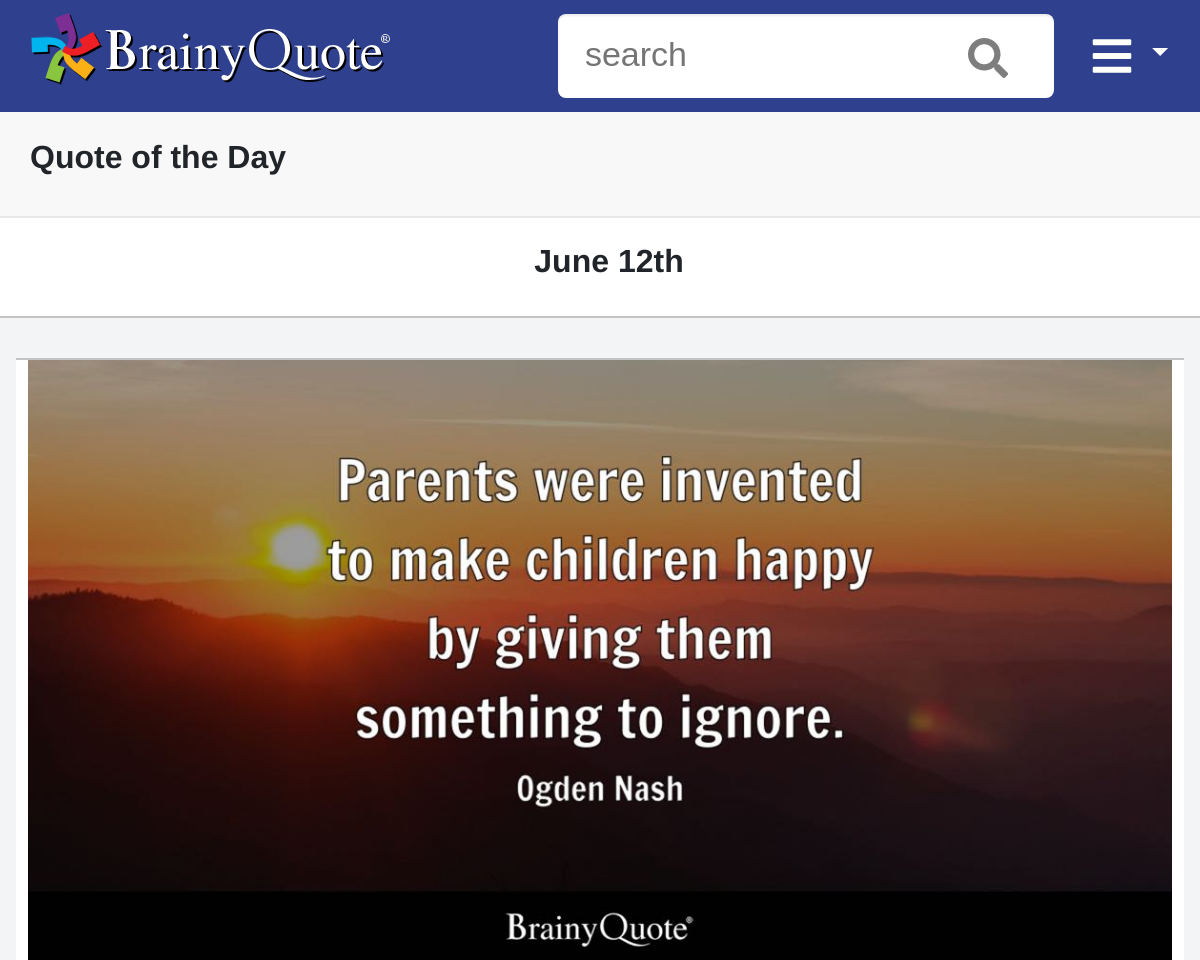 BrainyQuote®
search
Quote of the Day
June 12th
Parents were invented
to make children happy
by giving them
something to ignore.
Ogden Nash
BrainyQuote®